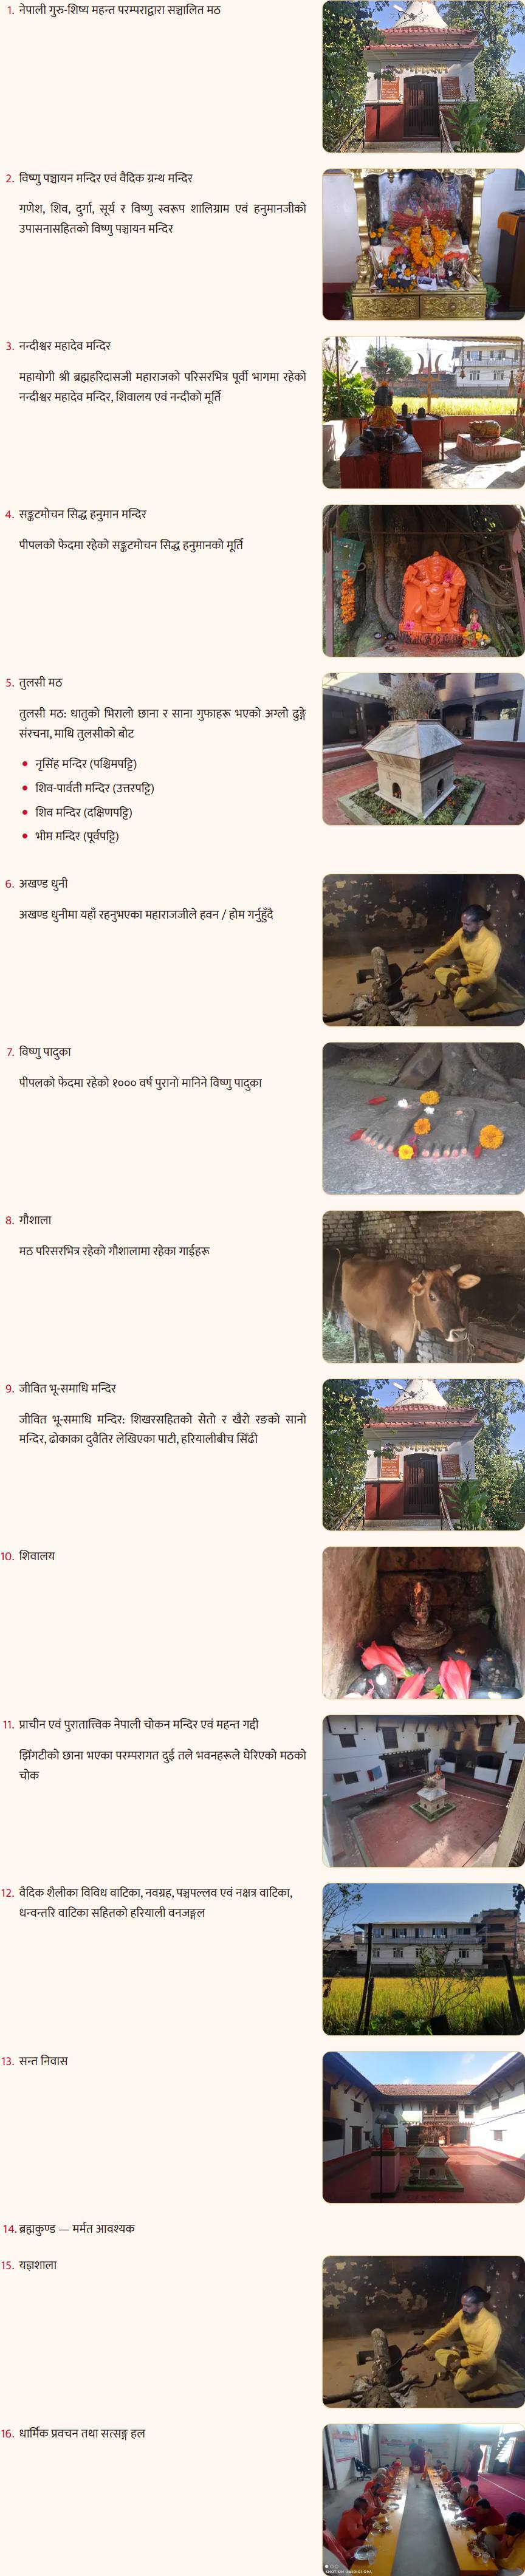 1. नेपाली गुरु-शिष्य महन्त परम्पराद्वारा सञ्चालित मठ
2. विष्णु पञ्चायन मन्दिर एवं वैदिक ग्रन्थ मन्दिर
गणेश, शिव, दुर्गा, सूर्य र विष्णु स्वरूप शालिग्राम एवं हनुमानजीको
उपासनासहितको विष्णु पञ्चायन मन्दिर
3. नन्दीश्वर महादेव मन्दिर
महायोगी श्री ब्रह्महरिदासजी महाराजको परिसरभित्र पूर्वी भागमा रहेको
नन्दीश्वर महादेव मन्दिर, शिवालय एवं नन्दीको मूर्ति
4. सङ्कटमोचन सिद्ध हनुमान मन्दिर
पीपलको फेदमा रहेको सङ्कटमोचन सिद्ध हनुमानको मूर्ति
5. तुलसी मठ
तुलसी मठ: धातुको भिरालो छाना र साना गुफाहरू भएको अग्लो ढुङ्गे
संरचना, माथि तुलसीको बोट
• नृसिंह मन्दिर (पश्चिमपट्टि)
• शिव-पार्वती मन्दिर (उत्तरपट्टि)
• शिव मन्दिर (दक्षिणपट्टि)
• भीम मन्दिर (पूर्वपट्टि)
6. अखण्ड धुनी
अखण्ड धुनीमा यहाँ रहनुभएका महाराजजीले हवन / होम गर्नुहुँदै
7. विष्णु पादुका
पीपलको फेदमा रहेको १००० वर्ष पुरानो मानिने विष्णु पादुका
8. गौशाला
मठ परिसरभित्र रहेको गौशालामा रहेका गाईहरू
9. जीवित भू-समाधि मन्दिर
जीवित भू-समाधि मन्दिर: शिखरसहितको सेतो र खैरो रङको सानो
मन्दिर, ढोकाका दुवैतिर लेखिएका पाटी, हरियालीबीच सिँढी
10. शिवालय
11. प्राचीन एवं पुरातात्त्विक नेपाली चोकन मन्दिर एवं महन्त गद्दी
झिँगटीको छाना भएका परम्परागत दुई तले भवनहरूले घेरिएको मठको
चोक
12. वैदिक शैलीका विविध वाटिका, नवग्रह, पञ्चपल्लव एवं नक्षत्र वाटिका,
धन्वन्तरि वाटिका सहितको हरियाली वनजङ्गल
13. सन्त निवास
14. ब्रह्मकुण्ड — मर्मत आवश्यक
15. यज्ञशाला
16. धार्मिक प्रवचन तथा सत्सङ्ग हल